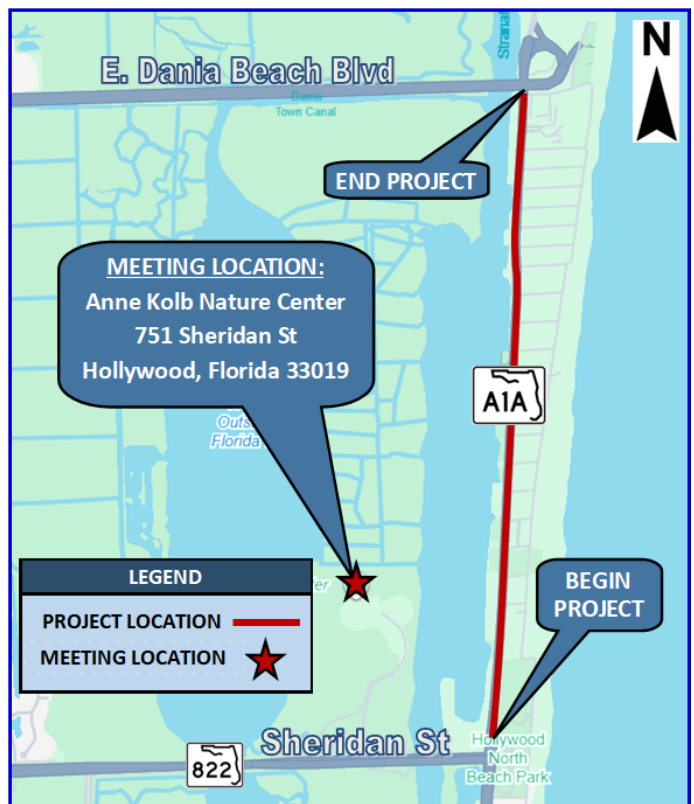 E. Dania Beach Blvd
Dania
Town Canal
N
END PROJECT
MEETING LOCATION:
Anne Kolb Nature Center
751 Sheridan St
Hollywood, Florida 33019
A1A
Florida
LEGEND
PROJECT LOCATION
MEETING LOCATION
BEGIN
PROJECT
Sheridan St
822
Hollywood
North
Beach Park